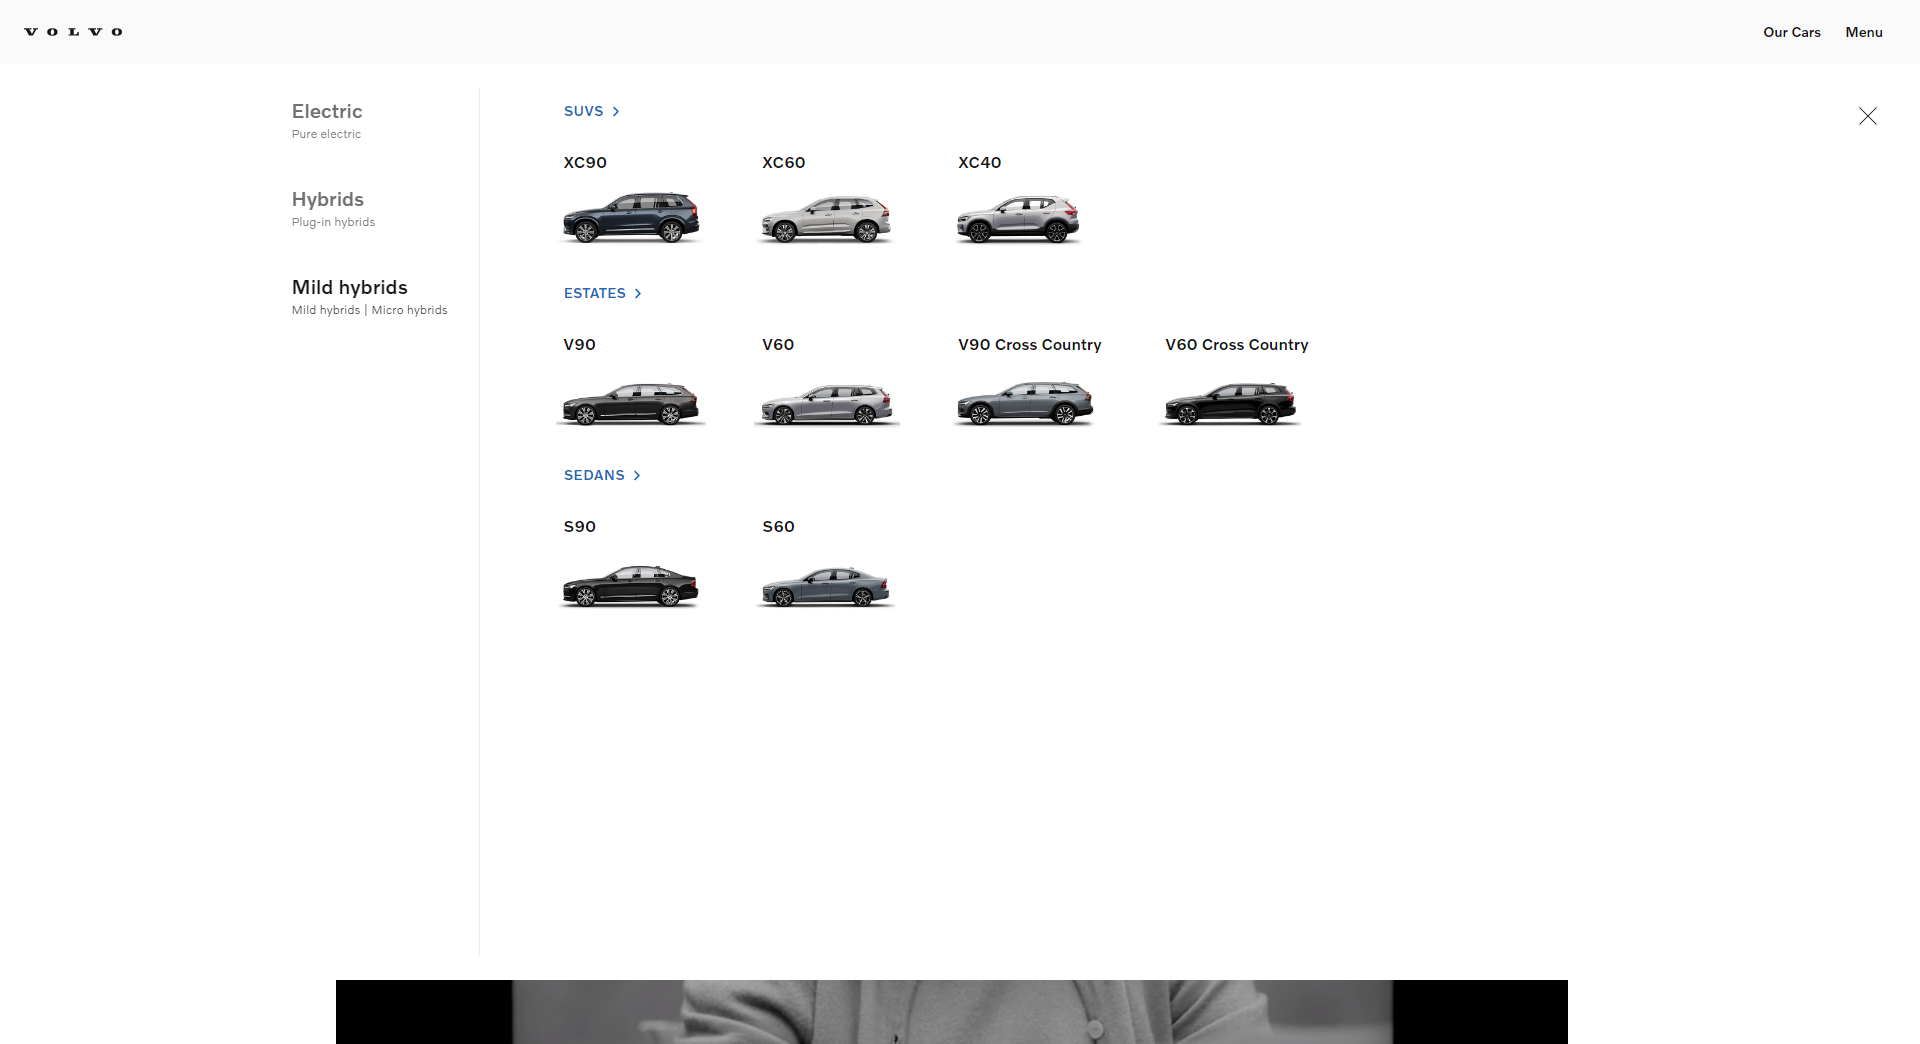 VOLVO
Our Cars
Menu
Electric
Pure electric
Hybrids
Plug-in hybrids
Mild hybrids
Mild hybrids | Micro hybrids
SUVS
XC90
XC60
XC40
ESTATES
V90
V60
V90 Cross Country
V60 Cross Country
SEDANS
S90
S60